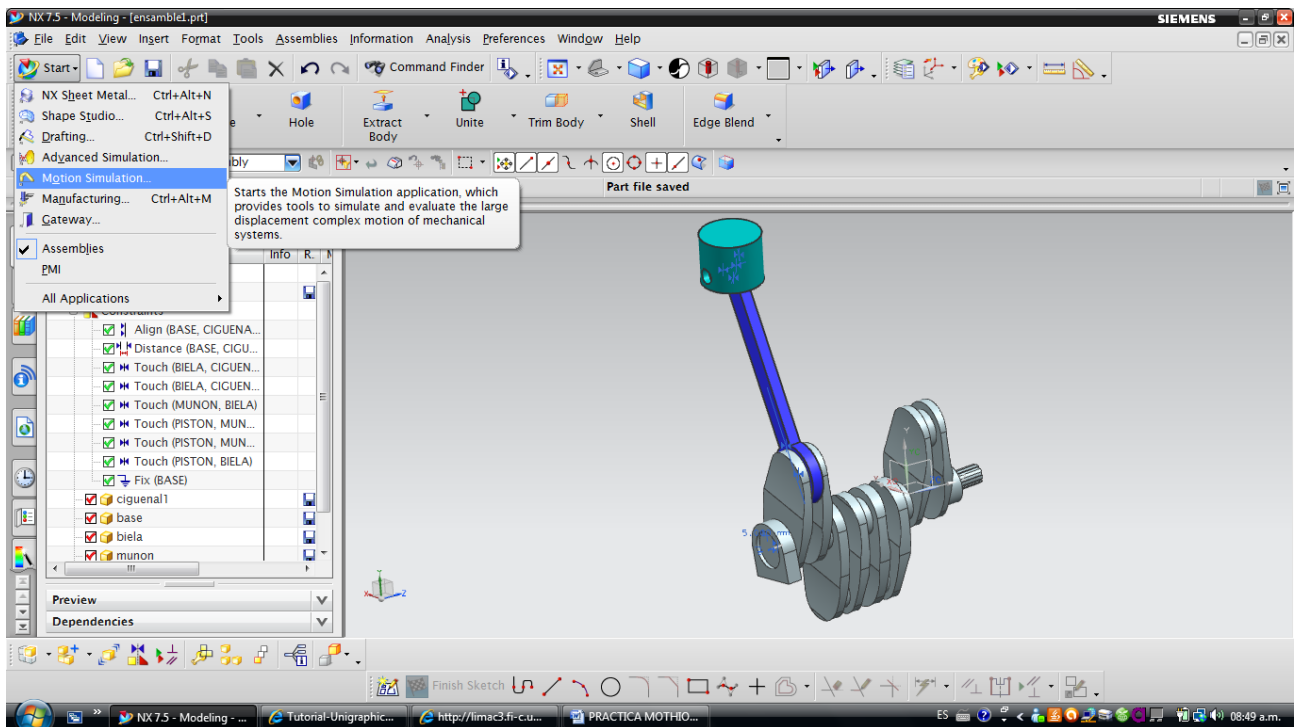 NX 7.5 - Modeling - [ensamble1.prt]
SIEMENS
File Edit View Insert Format Tools Assemblies Information Analysis Preferences Window Help
Start
Command Finder
NX Sheet Metal... Ctrl+Alt+N
Shape Studio... Ctrl+Alt+S
Drafting... Ctrl+Shift+D
Advanced Simulation...
Motion Simulation...
Manufacturing... Ctrl+Alt+M
Gateway...
Assemblies
PMI
All Applications
Hole
Extract Body
Unite
Trim Body
Shell
Edge Blend
Part file saved
Starts the Motion Simulation application, which
provides tools to simulate and evaluate the large
displacement complex motion of mechanical
systems.
Info R.
Constraints
Align (BASE, CIGUENA...
Distance (BASE, CIGU...
Touch (BIELA, CIGUEN...
Touch (BIELA, CIGUEN...
Touch (MUNON, BIELA)
Touch (PISTON, MUN...
Touch (PISTON, MUN...
Touch (PISTON, BIELA)
Fix (BASE)
ciguenal1
base
biela
munon
Preview
Dependencies
Y
X
Z
Finish Sketch
NX 7.5 - Modeling - ...
Tutorial-Unigraphic...
http://limac3.fi-c.u...
PRACTICA MOTHIO...
ES
08:49 a.m.